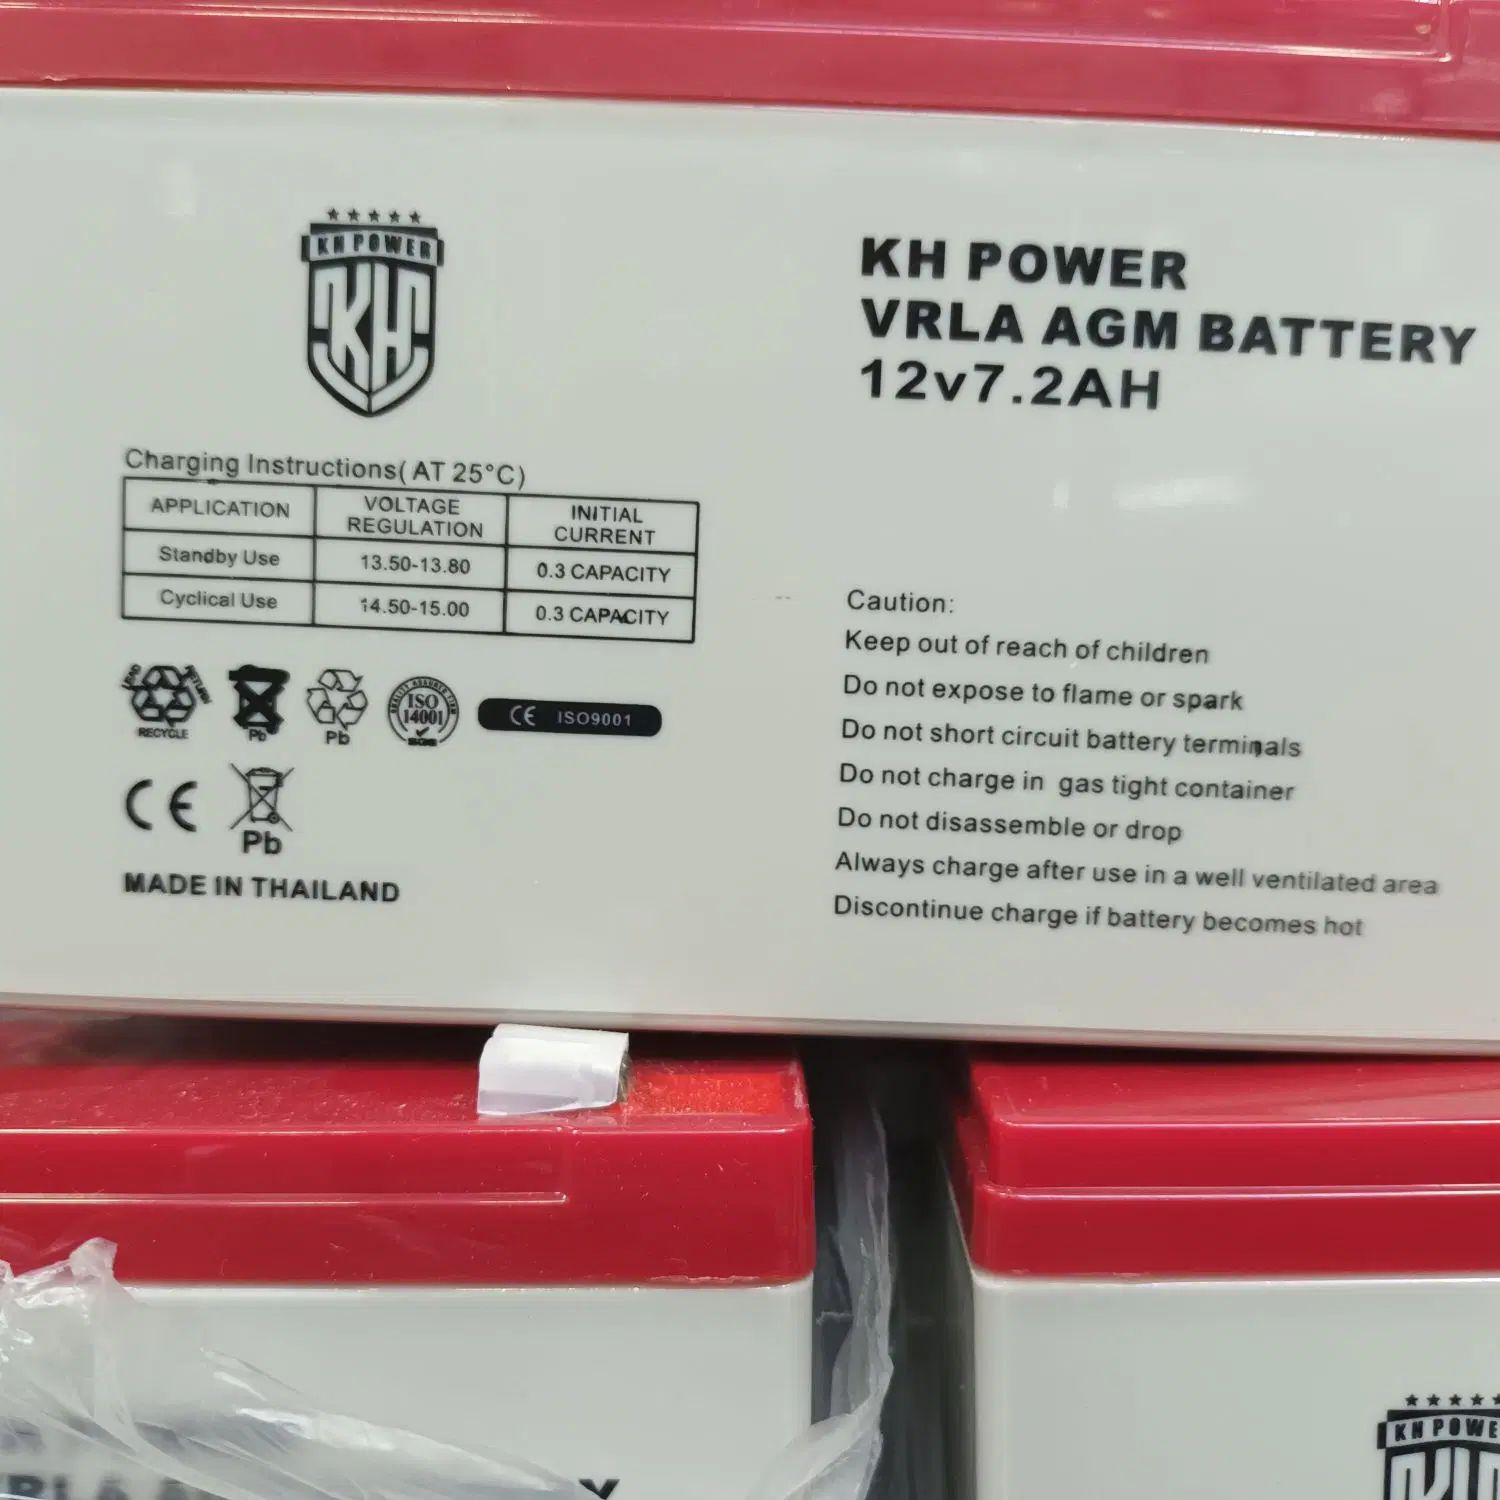 KH POWER
KH
KH POWER
VRLA AGM BATTERY
12v7.2AH
Charging Instructions( AT 25°C)
APPLICATION VOLTAGE REGULATION INITIAL CURRENT
Standby Use 13.50-13.80 0.3 CAPACITY
Cyclical Use 14.50-15.00 0.3 CAPACITY
LEAD RETURN
RECYCLE
Pb
Pb
ISO
14001
CE ISO9001
CE
Pb
MADE IN THAILAND
Caution:
Keep out of reach of children
Do not expose to flame or spark
Do not short circuit battery terminals
Do not charge in gas tight container
Do not disassemble or drop
Always charge after use in a well ventilated area
Discontinue charge if battery becomes hot
KH POWE